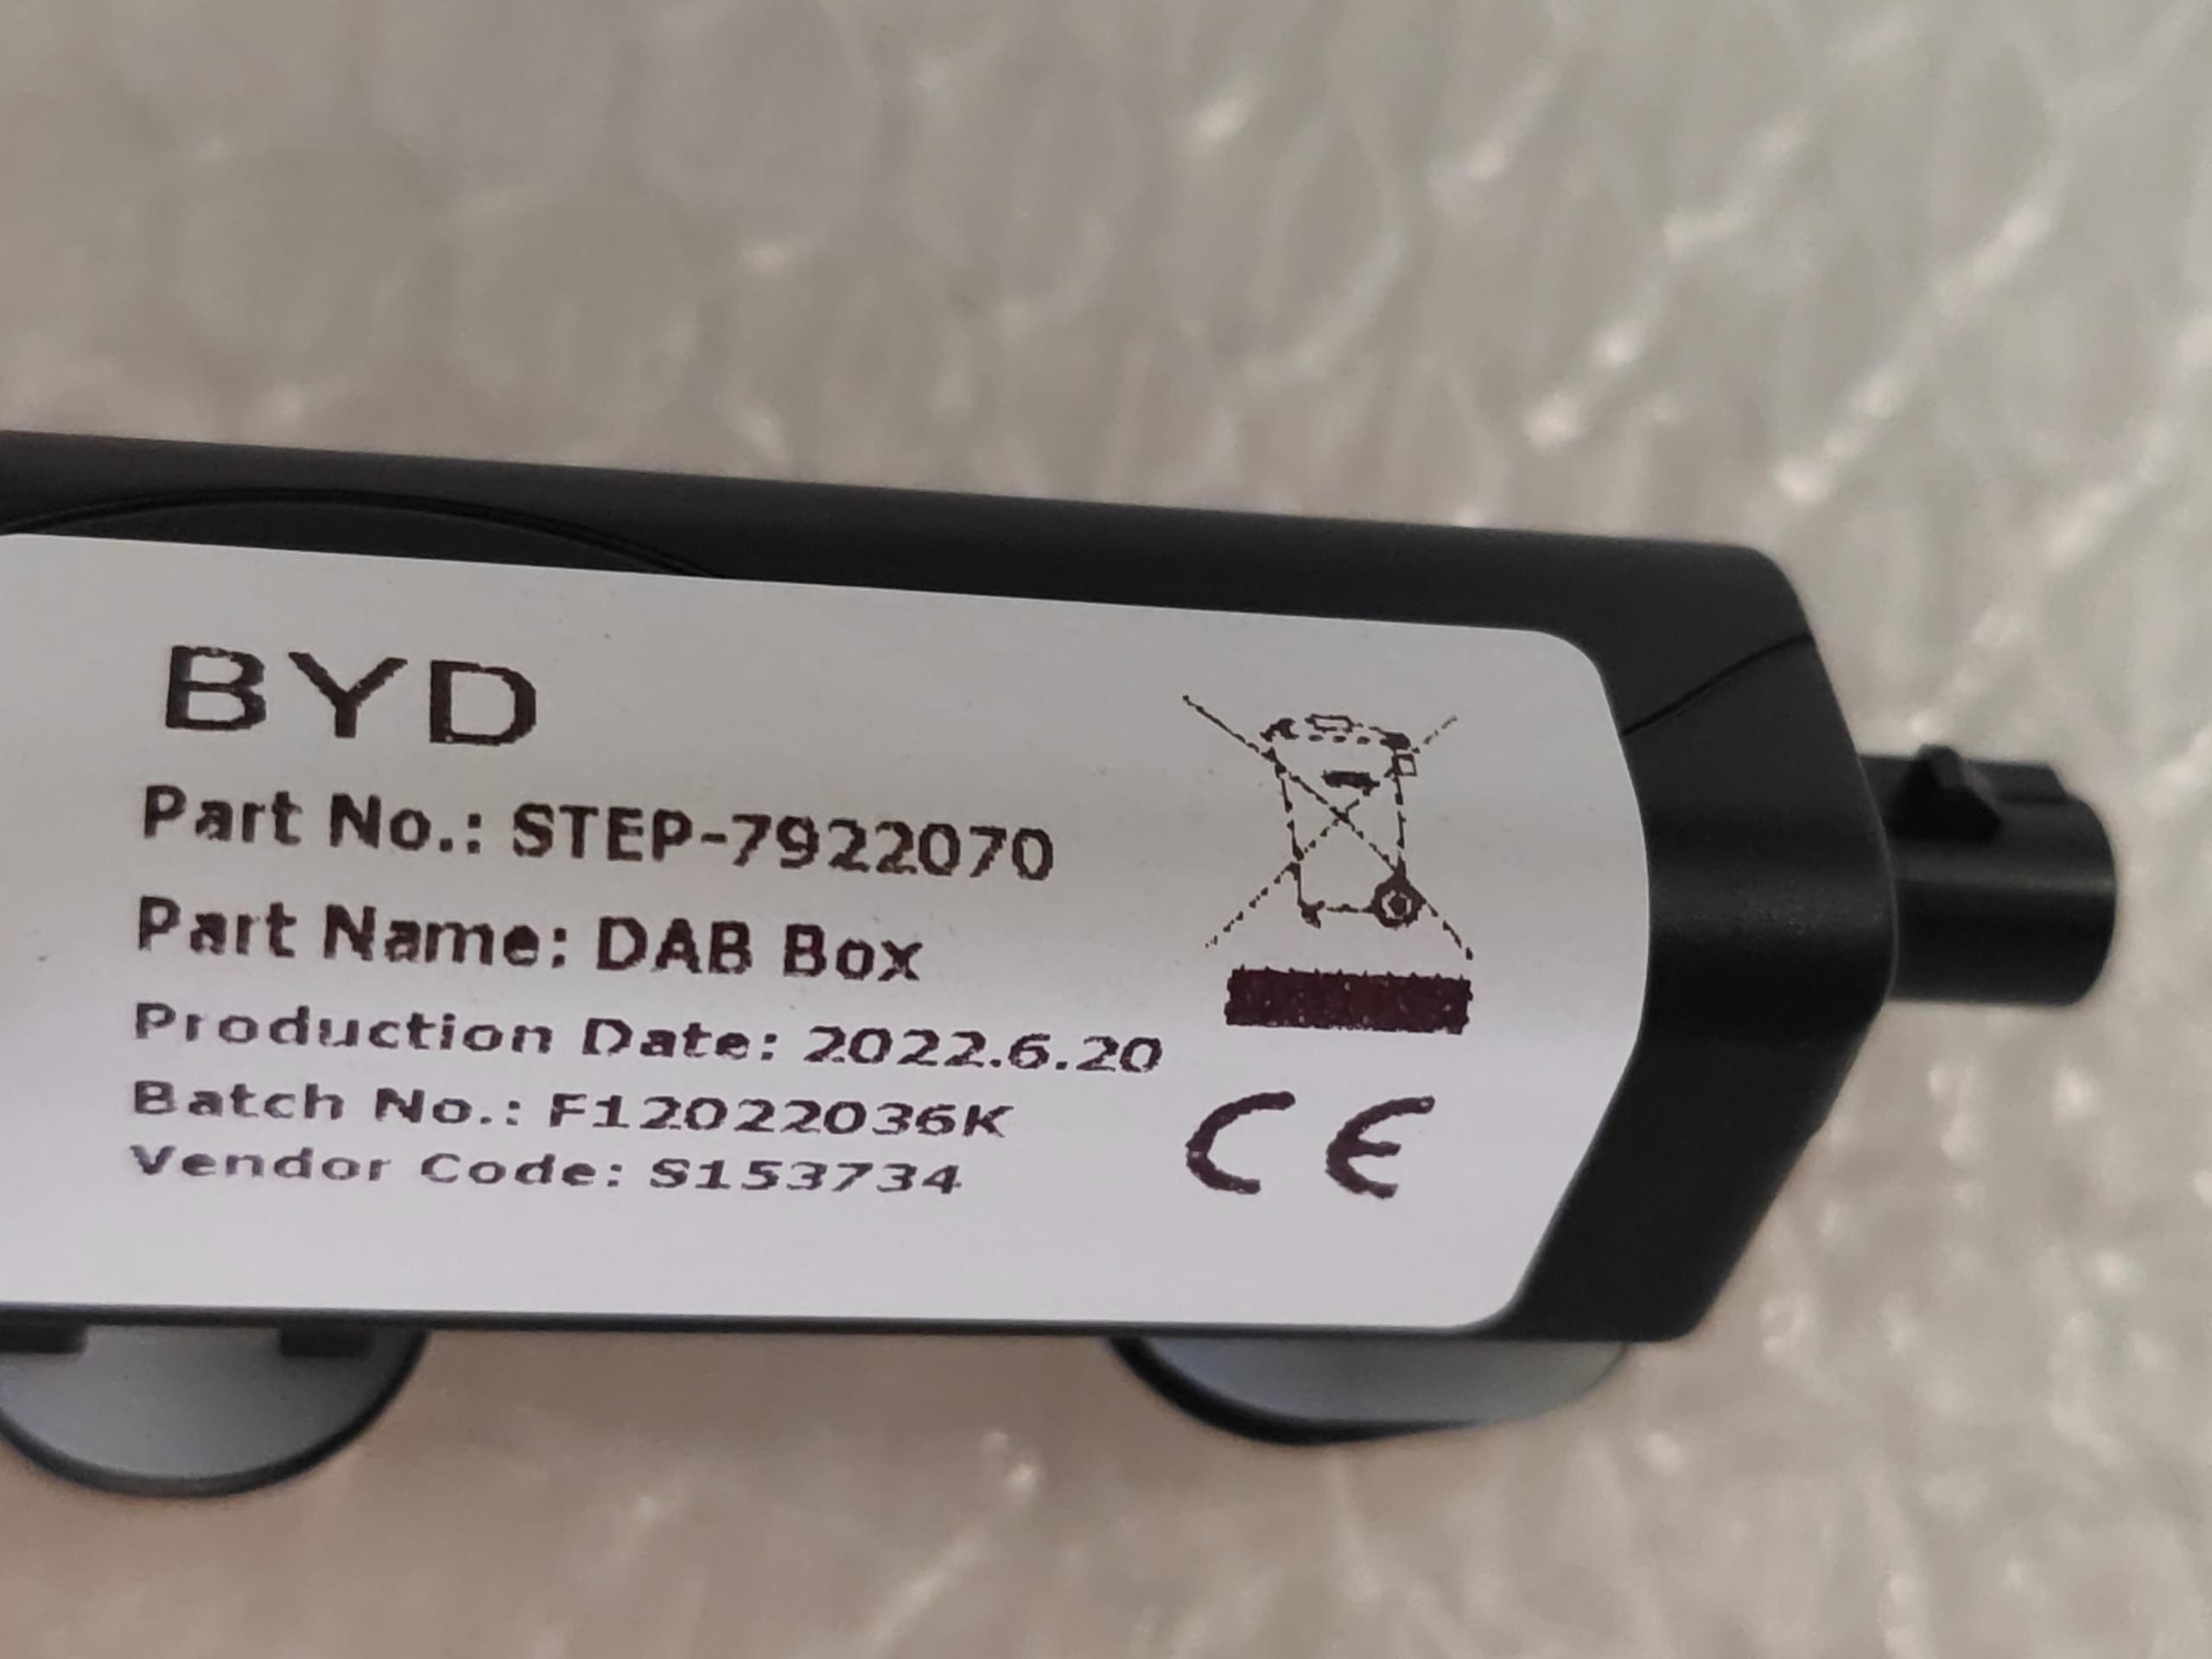 BYD
Part No.: STEP-7922070
Part Name: DAB Box
Production Date: 2022.6.20
Batch No.: F12022036K
Vendor Code: S153734
CE